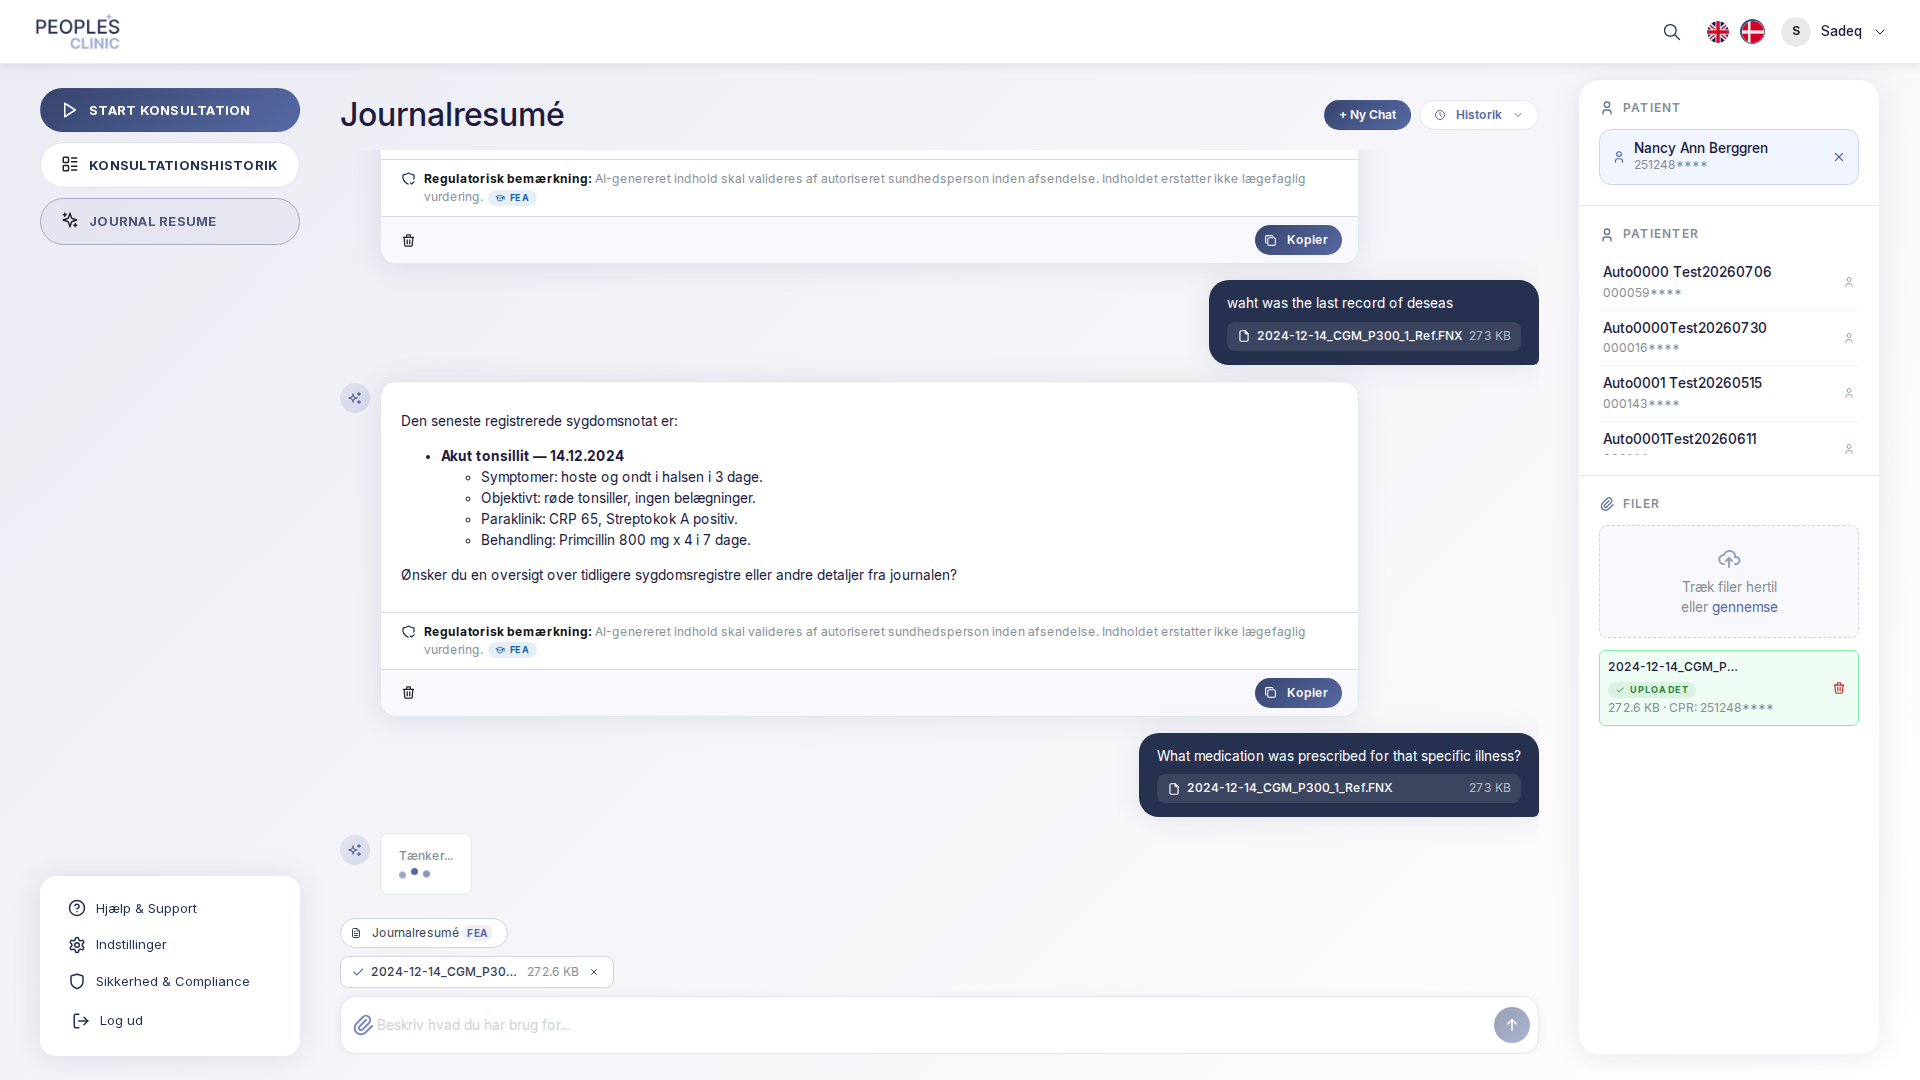 PEOPLES
CLINIC
S
Sadeq
START KONSULTATION
KONSULTATIONSHISTORIK
JOURNAL RESUME
Hjælp & Support
Indstillinger
Sikkerhed & Compliance
Log ud
Journalresumé
+ Ny Chat
Historik
Regulatorisk bemærkning: AI-genereret indhold skal valideres af autoriseret sundhedsperson inden afsendelse. Indholdet erstatter ikke lægefaglig
vurdering. FEA
Kopier
waht was the last record of deseas
2024-12-14_CGM_P300_1_Ref.FNX 273 KB
Den seneste registrerede sygdomsnotat er:
• Akut tonsillit — 14.12.2024
◦ Symptomer: hoste og ondt i halsen i 3 dage.
◦ Objektivt: røde tonsiller, ingen belægninger.
◦ Paraklinik: CRP 65, Streptokok A positiv.
◦ Behandling: Primcillin 800 mg x 4 i 7 dage.
Ønsker du en oversigt over tidligere sygdomsregistre eller andre detaljer fra journalen?
Regulatorisk bemærkning: AI-genereret indhold skal valideres af autoriseret sundhedsperson inden afsendelse. Indholdet erstatter ikke lægefaglig
vurdering. FEA
Kopier
What medication was prescribed for that specific illness?
2024-12-14_CGM_P300_1_Ref.FNX 273 KB
Tænker...
Journalresumé FEA
2024-12-14_CGM_P30... 272.6 KB
Beskriv hvad du har brug for...
PATIENT
Nancy Ann Berggren
251248****
PATIENTER
Auto0000 Test20260706
000059****
Auto0000Test20260730
000016****
Auto0001 Test20260515
000143****
Auto0001Test20260611
FILER
Træk filer hertil
eller gennemse
2024-12-14_CGM_P...
UPLOADET
272.6 KB · CPR: 251248****